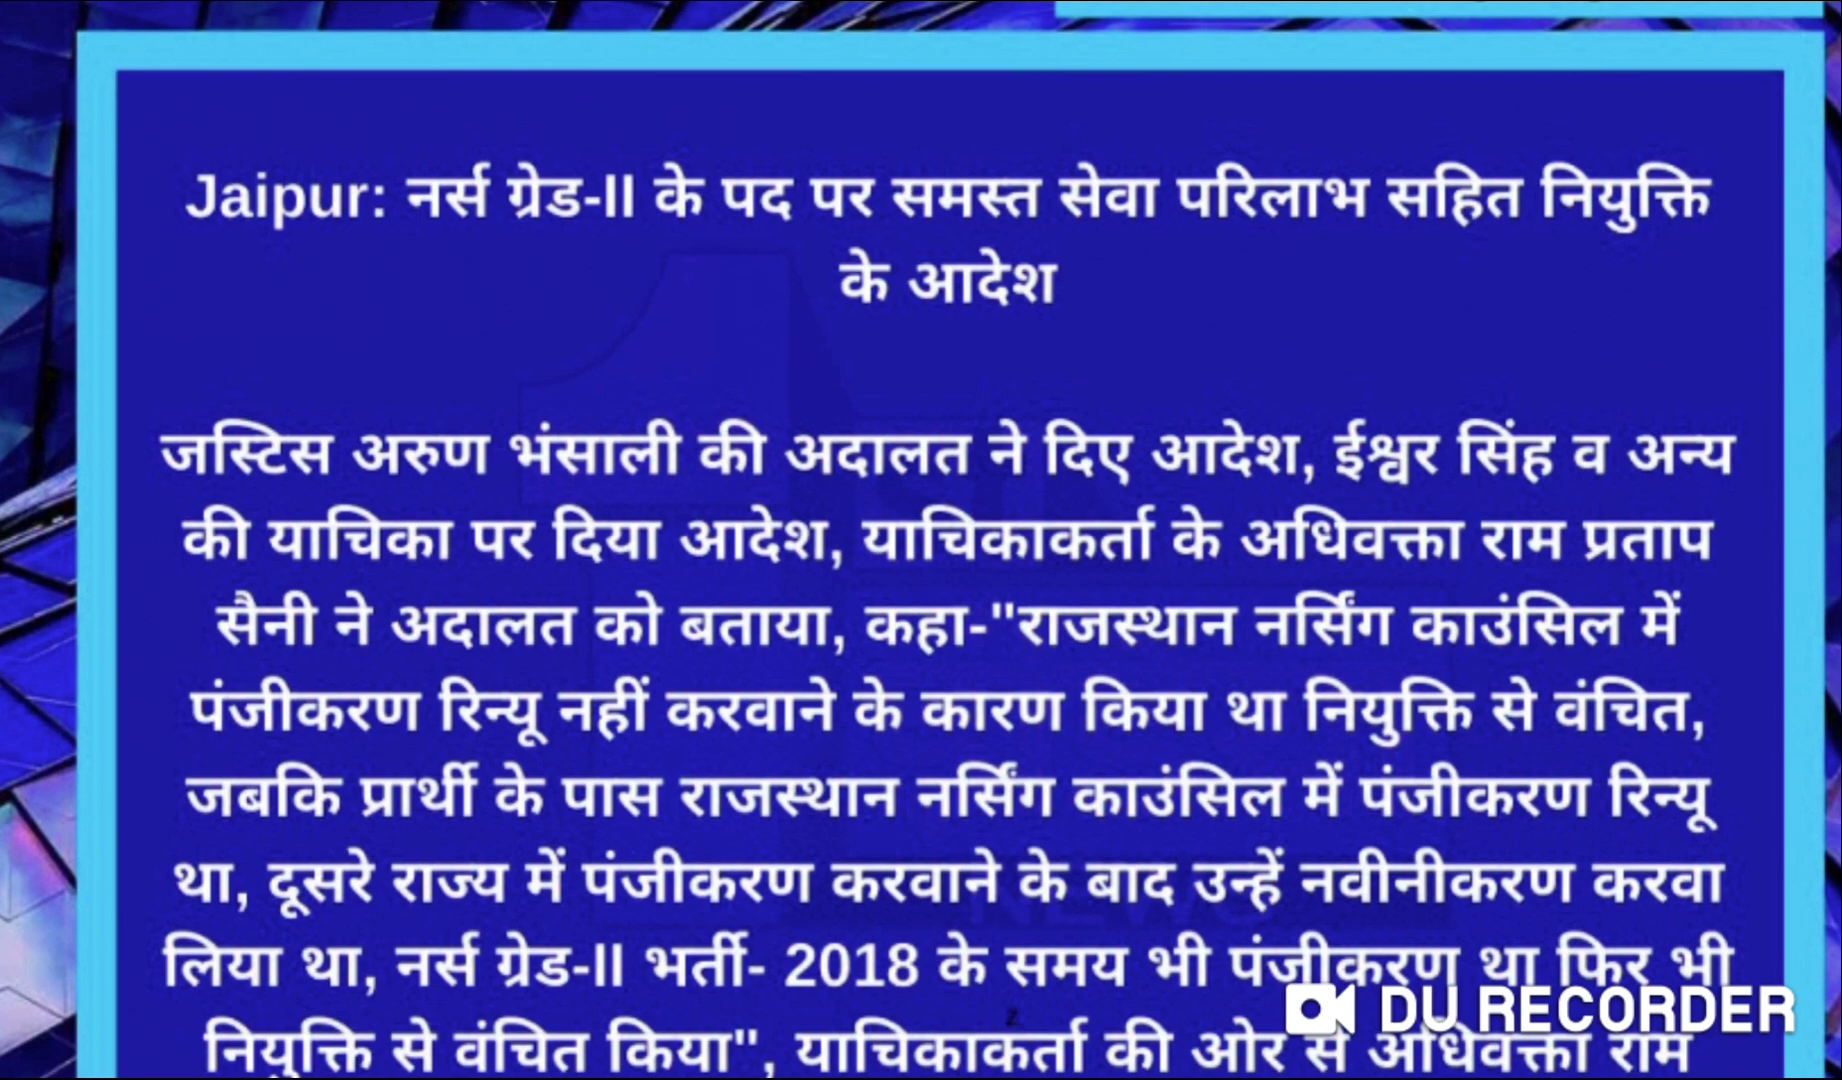 Jaipur: नर्स ग्रेड-II के पद पर समस्त सेवा परिलाभ सहित नियुक्ति
के आदेश
जस्टिस अरुण भंसाली की अदालत ने दिए आदेश, ईश्वर सिंह व अन्य
की याचिका पर दिया आदेश, याचिकाकर्ता के अधिवक्ता राम प्रताप
सैनी ने अदालत को बताया, कहा-"राजस्थान नर्सिंग काउंसिल में
पंजीकरण रिन्यू नहीं करवाने के कारण किया था नियुक्ति से वंचित,
जबकि प्रार्थी के पास राजस्थान नर्सिंग काउंसिल में पंजीकरण रिन्यू
था, दूसरे राज्य में पंजीकरण करवाने के बाद उन्हें नवीनीकरण करवा
लिया था, नर्स ग्रेड-II भर्ती- 2018 के समय भी पंजीकरण था फिर भी
नियुक्ति से वंचित किया", याचिकाकर्ता की ओर से अधिवक्ता राम
DU RECORDER